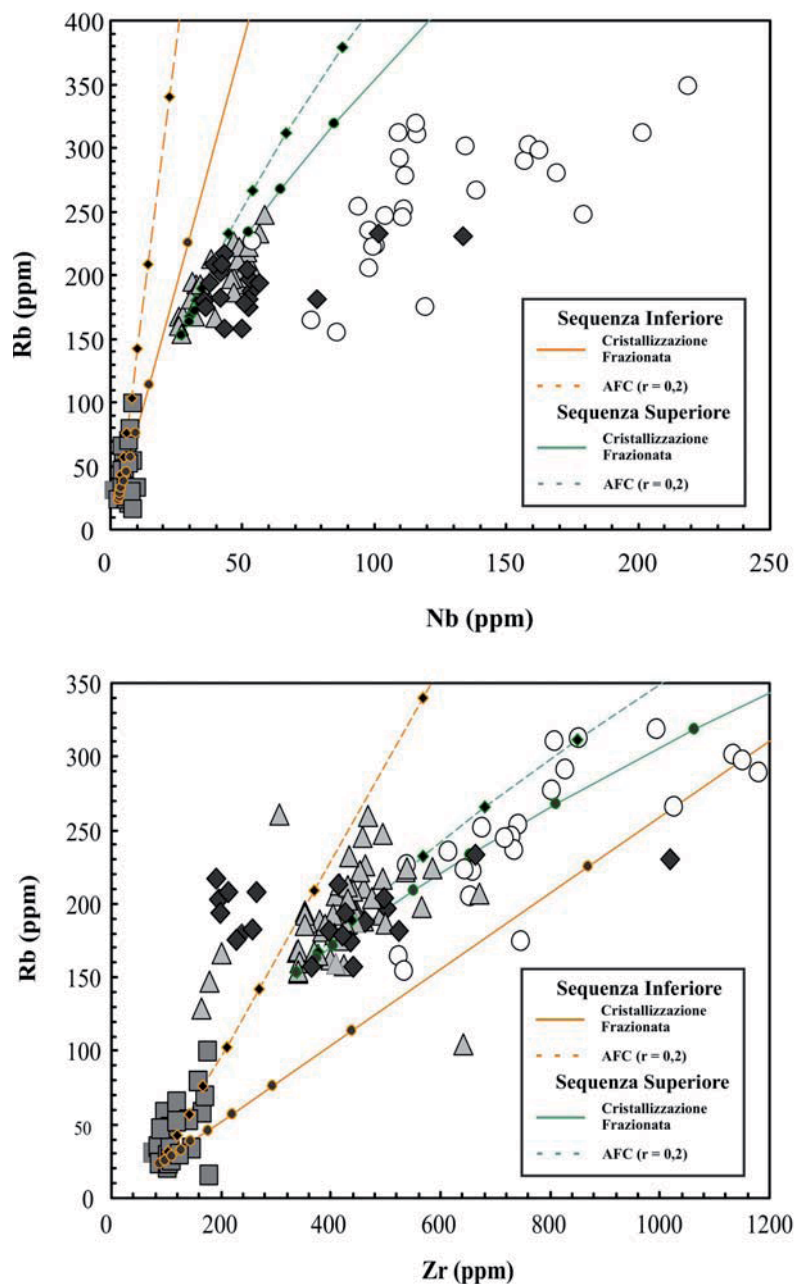 400
350
300
250
200
150
100
50
0
Rb (ppm)
Sequenza Inferiore
Cristallizzazione
Frazionata
AFC (r = 0,2)
Sequenza Superiore
Cristallizzazione
Frazionata
AFC (r = 0,2)
0 50 100 150 200 250
Nb (ppm)
350
300
250
200
150
100
50
0
Rb (ppm)
Sequenza Inferiore
Cristallizzazione
Frazionata
AFC (r = 0,2)
Sequenza Superiore
Cristallizzazione
Frazionata
AFC (r = 0,2)
0 200 400 600 800 1000 1200
Zr (ppm)